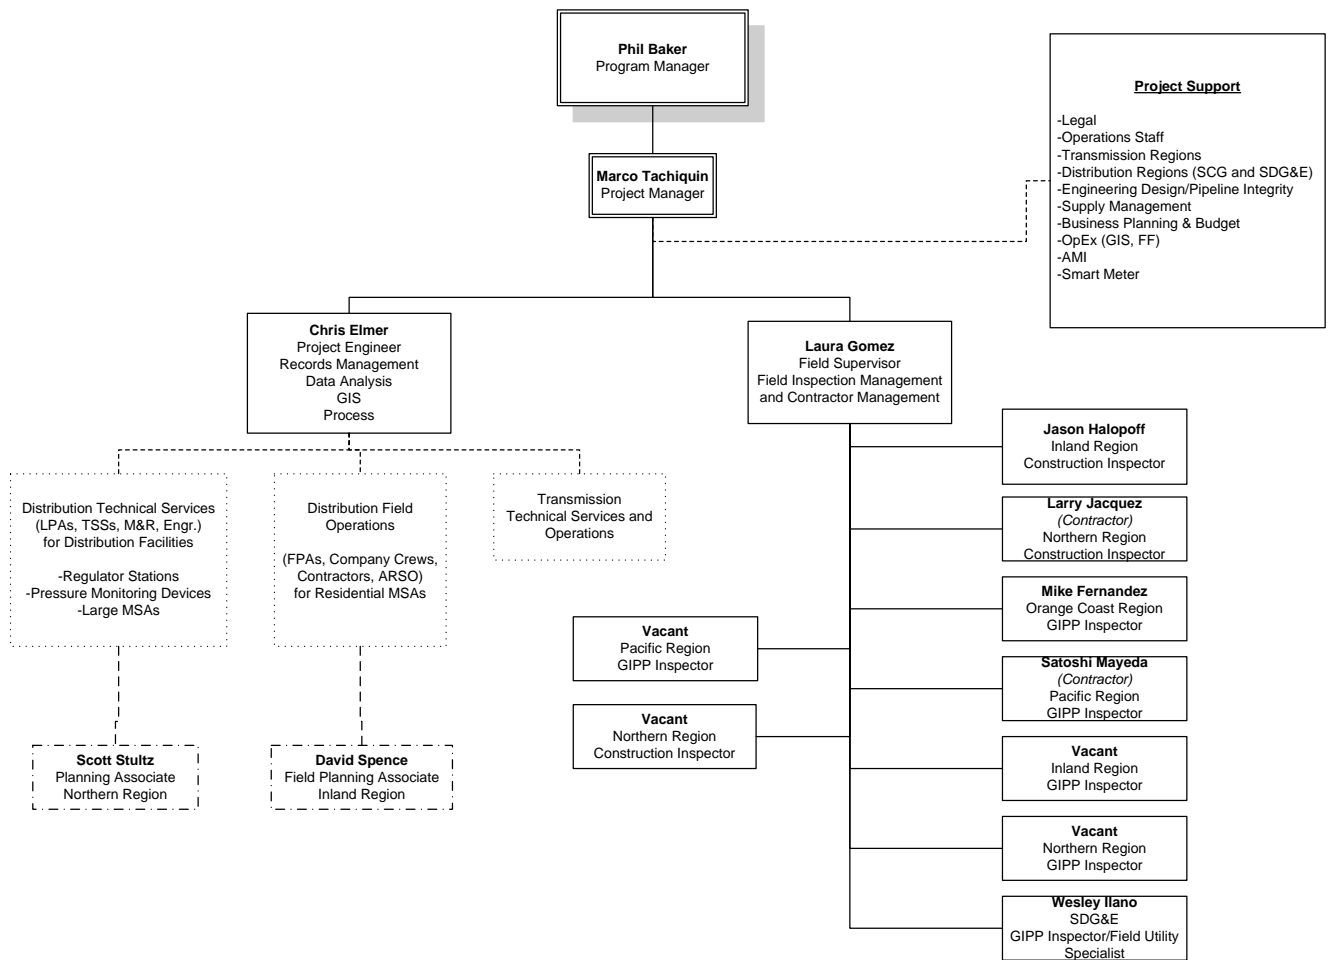 Phil Baker
Program Manager
Project Support
-Legal
-Operations Staff
-Transmission Regions
-Distribution Regions (SCG and SDG&E)
-Engineering Design/Pipeline Integrity
-Supply Management
-Business Planning & Budget
-OpEx (GIS, FF)
-AMI
-Smart Meter
Marco Tachiquin
Project Manager
Chris Elmer
Project Engineer
Records Management
Data Analysis
GIS
Process
Laura Gomez
Field Supervisor
Field Inspection Management
and Contractor Management
Distribution Technical Services
(LPAs, TSSs, M&R, Engr.)
for Distribution Facilities
-Regulator Stations
-Pressure Monitoring Devices
-Large MSAs
Distribution Field
Operations
(FPAs, Company Crews,
Contractors, ARSO)
for Residential MSAs
Transmission
Technical Services and
Operations
Scott Stultz
Planning Associate
Northern Region
David Spence
Field Planning Associate
Inland Region
Vacant
Pacific Region
GIPP Inspector
Vacant
Northern Region
Construction Inspector
Jason Halopoff
Inland Region
Construction Inspector
Larry Jacquez
(Contractor)
Northern Region
Construction Inspector
Mike Fernandez
Orange Coast Region
GIPP Inspector
Satoshi Mayeda
(Contractor)
Pacific Region
GIPP Inspector
Vacant
Inland Region
GIPP Inspector
Vacant
Northern Region
GIPP Inspector
Wesley Ilano
SDG&E
GIPP Inspector/Field Utility
Specialist